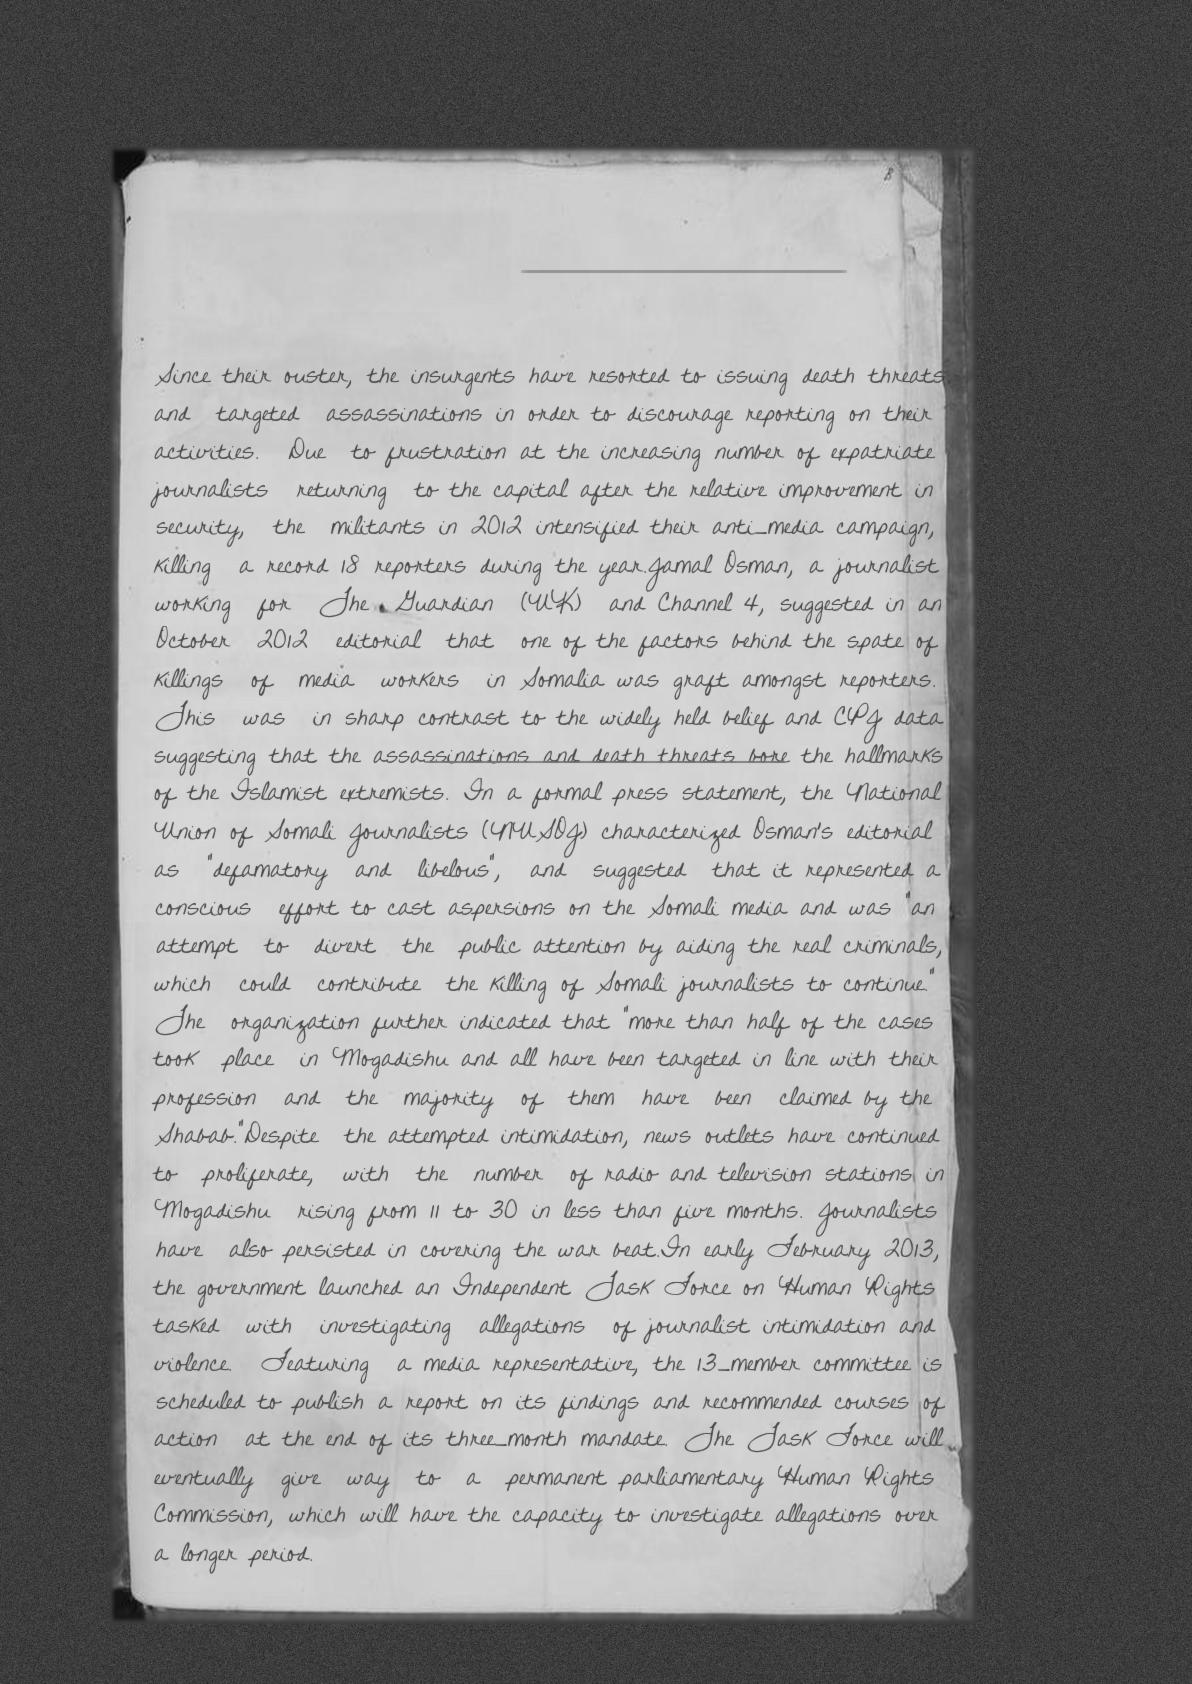 8
Since their ouster, the insurgents have resorted to issuing death threats
and targeted assassinations in order to discourage reporting on their
activities. Due to frustration at the increasing number of expatriate
journalists returning to the capital after the relative improvement in
security, the militants in 2012 intensified their anti_media campaign,
killing a record 18 reporters during the year.Jamal Osman, a journalist
working for The Guardian (UK) and Channel 4, suggested in an
October 2012 editorial that one of the factors behind the spate of
killings of media workers in Somalia was graft amongst reporters.
This was in sharp contrast to the widely held belief and CPJ data
suggesting that the assassinations and death threats bore the hallmarks
of the Islamist extremists. In a formal press statement, the National
Union of Somali Journalists (NUSOJ) characterized Osman's editorial
as "defamatory and libelous", and suggested that it represented a
conscious effort to cast aspersions on the Somali media and was "an
attempt to divert the public attention by aiding the real criminals,
which could contribute the killing of Somali journalists to continue."
The organization further indicated that "more than half of the cases
took place in Mogadishu and all have been targeted in line with their
profession and the majority of them have been claimed by the
Shabab."Despite the attempted intimidation, news outlets have continued
to proliferate, with the number of radio and television stations in
Mogadishu rising from 11 to 30 in less than five months. Journalists
have also persisted in covering the war beat.In early February 2013,
the government launched an Independent Task Force on Human Rights
tasked with investigating allegations of journalist intimidation and
violence. Featuring a media representative, the 13_member committee is
scheduled to publish a report on its findings and recommended courses of
action at the end of its three_month mandate. The Task Force will
eventually give way to a permanent parliamentary Human Rights
Commission, which will have the capacity to investigate allegations over
a longer period.